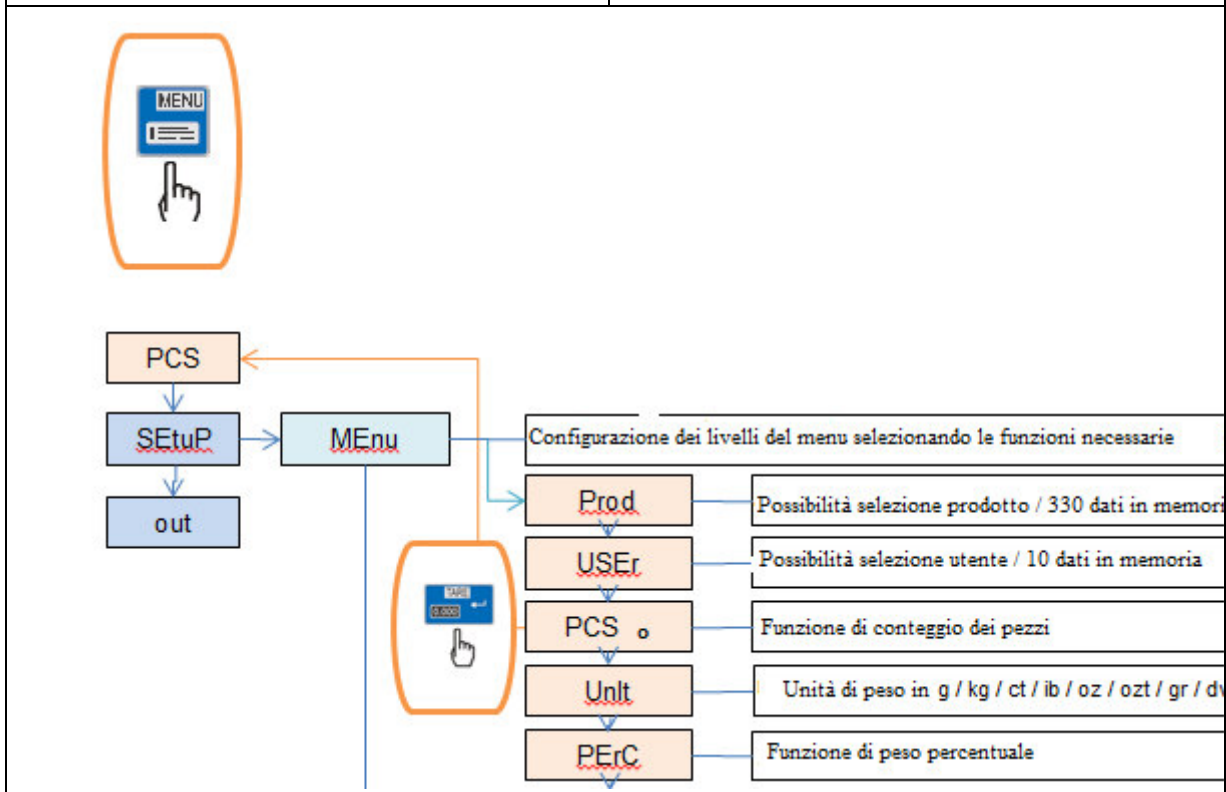 MENU
PCS
SEtuP
MEnu
Configurazione dei livelli del menu selezionando le funzioni necessarie
out
Prod
Possibilità selezione prodotto / 330 dati in memori
USEr
Possibilità selezione utente / 10 dati in memoria
TARE
0.000
PCS o
Funzione di conteggio dei pezzi
UnIt
Unità di peso in g / kg / ct / ib / oz / ozt / gr / dw
PErC
Funzione di peso percentuale